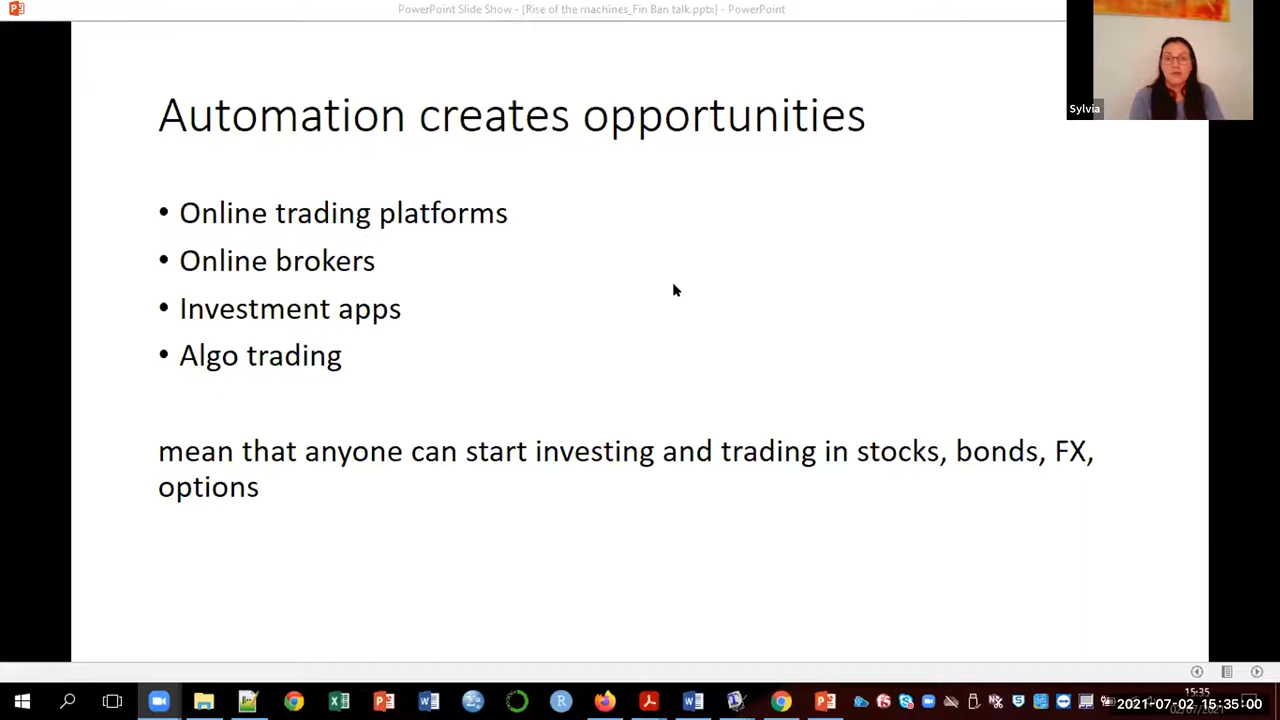 PowerPoint Slide Show - [Rise of the machines_Fin Ban talk.pptx] - PowerPoint
Sylvia
Automation creates opportunities
• Online trading platforms
• Online brokers
• Investment apps
• Algo trading
mean that anyone can start investing and trading in stocks, bonds, FX,
options
15:35
2021-07-02 15:35:00